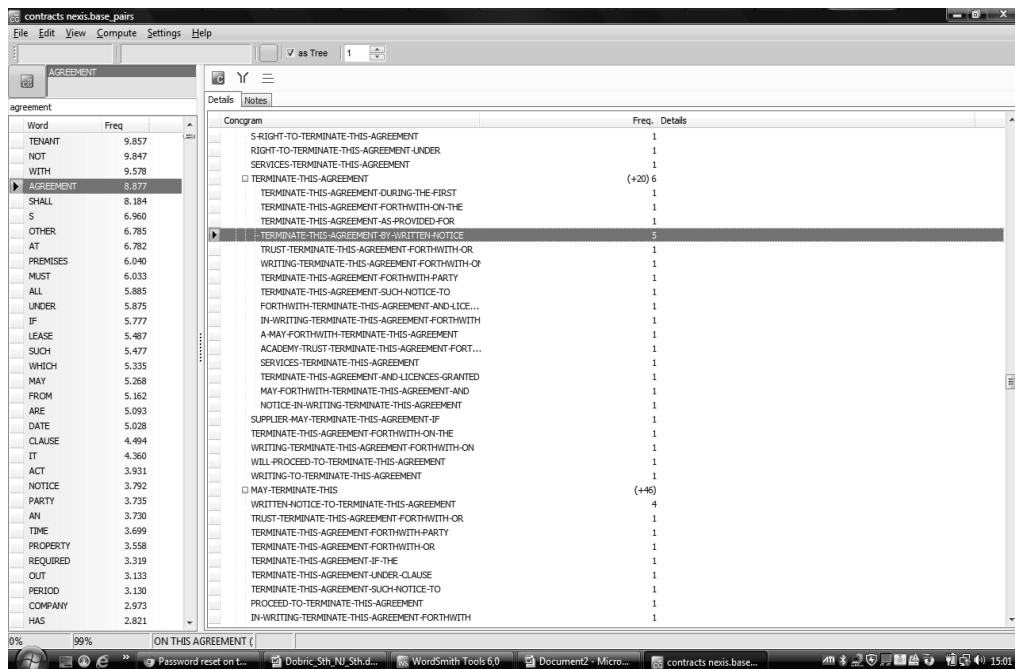 contracts nexis.base_pairs
File Edit View Compute Settings Help
as Tree 1
AGREEMENT
agreement
Word Freq
TENANT 9.857
NOT 9.847
WITH 9.578
AGREEMENT 8.877
SHALL 8.184
S 6.960
OTHER 6.785
AT 6.782
PREMISES 6.040
MUST 6.033
ALL 5.885
UNDER 5.875
IF 5.777
LEASE 5.487
SUCH 5.477
WHICH 5.335
MAY 5.268
FROM 5.162
ARE 5.093
DATE 5.028
CLAUSE 4.494
IT 4.360
ACT 3.931
NOTICE 3.792
PARTY 3.735
AN 3.730
TIME 3.699
PROPERTY 3.558
REQUIRED 3.319
OUT 3.133
PERIOD 3.130
COMPANY 2.973
HAS 2.821
Details Notes
Concgram Freq. Details
S-RIGHT-TO-TERMINATE-THIS-AGREEMENT 1
RIGHT-TO-TERMINATE-THIS-AGREEMENT-UNDER 1
SERVICES-TERMINATE-THIS-AGREEMENT 1
TERMINATE-THIS-AGREEMENT (+20) 6
TERMINATE-THIS-AGREEMENT-DURING-THE-FIRST 1
TERMINATE-THIS-AGREEMENT-FORTHWITH-ON-THE 1
TERMINATE-THIS-AGREEMENT-AS-PROVIDED-FOR 1
TERMINATE-THIS-AGREEMENT-BY-WRITTEN-NOTICE 5
TRUST-TERMINATE-THIS-AGREEMENT-FORTHWITH-OR 1
WRITING-TERMINATE-THIS-AGREEMENT-FORTHWITH-ON 1
TERMINATE-THIS-AGREEMENT-FORTHWITH-PARTY 1
TERMINATE-THIS-AGREEMENT-SUCH-NOTICE-TO 1
FORTHWITH-TERMINATE-THIS-AGREEMENT-AND-LICE... 1
IN-WRITING-TERMINATE-THIS-AGREEMENT-FORTHWITH 1
A-MAY-FORTHWITH-TERMINATE-THIS-AGREEMENT 1
ACADEMY-TRUST-TERMINATE-THIS-AGREEMENT-FORT... 1
SERVICES-TERMINATE-THIS-AGREEMENT 1
TERMINATE-THIS-AGREEMENT-AND-LICENCES-GRANTED 1
MAY-FORTHWITH-TERMINATE-THIS-AGREEMENT-AND 1
NOTICE-IN-WRITING-TERMINATE-THIS-AGREEMENT 1
SUPPLIER-MAY-TERMINATE-THIS-AGREEMENT-IF 1
TERMINATE-THIS-AGREEMENT-FORTHWITH-ON-THE 1
WRITING-TERMINATE-THIS-AGREEMENT-FORTHWITH-ON 1
WILL-PROCEED-TO-TERMINATE-THIS-AGREEMENT 1
WRITING-TO-TERMINATE-THIS-AGREEMENT 1
MAY-TERMINATE-THIS (+46)
WRITTEN-NOTICE-TO-TERMINATE-THIS-AGREEMENT 4
TRUST-TERMINATE-THIS-AGREEMENT-FORTHWITH-OR 1
TERMINATE-THIS-AGREEMENT-FORTHWITH-PARTY 1
TERMINATE-THIS-AGREEMENT-FORTHWITH-OR 1
TERMINATE-THIS-AGREEMENT-IF-THE 1
TERMINATE-THIS-AGREEMENT-UNDER-CLAUSE 1
TERMINATE-THIS-AGREEMENT-SUCH-NOTICE-TO 1
PROCEED-TO-TERMINATE-THIS-AGREEMENT 1
IN-WRITING-TERMINATE-THIS-AGREEMENT-FORTHWITH 1
0% 99% ON THIS AGREEMENT (
Password reset on t... Dobric_Sth_NJ_Sth.d... WordSmith Tools 6,0 Document2 - Micro... contracts nexis.base... 15:01